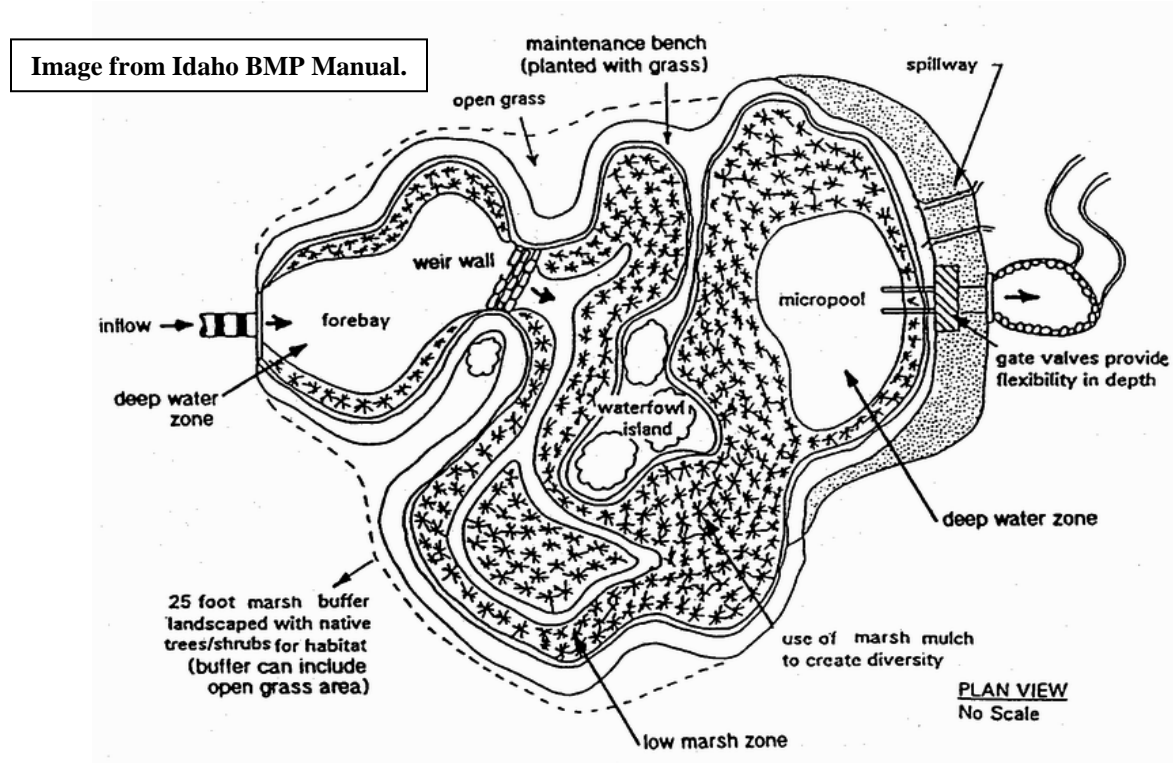 Image from Idaho BMP Manual.
maintenance bench
(planted with grass)
spillway
open grass
weir wall
inflow
forebay
micropool
gate valves provide
flexibility in depth
deep water
zone
waterfowl
island
deep water zone
25 foot marsh buffer
landscaped with native
trees/shrubs for habitat
(buffer can include
open grass area)
use of marsh mulch
to create diversity
PLAN VIEW
No Scale
low marsh zone